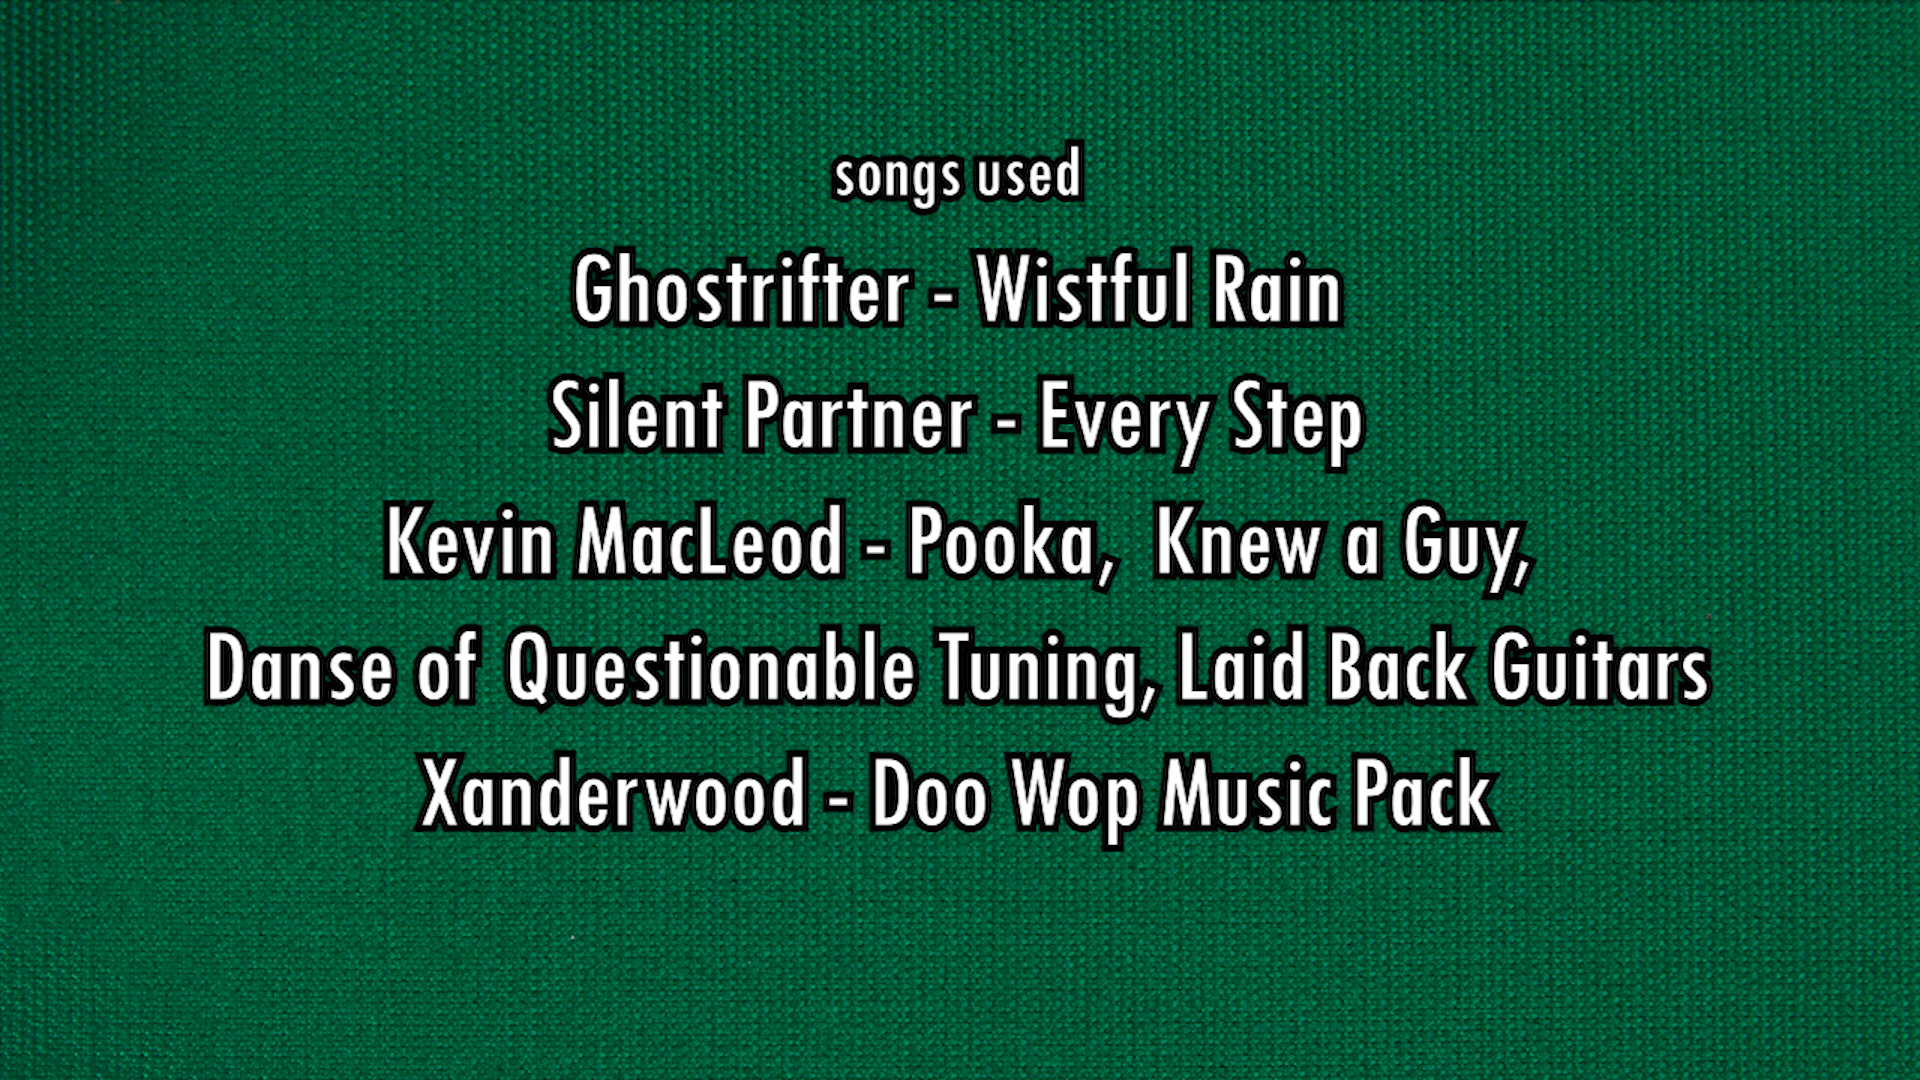 songs used
Ghostrifter - Wistful Rain
Silent Partner - Every Step
Kevin MacLeod - Pooka, Knew a Guy,
Danse of Questionable Tuning, Laid Back Guitars
Xanderwood - Doo Wop Music Pack